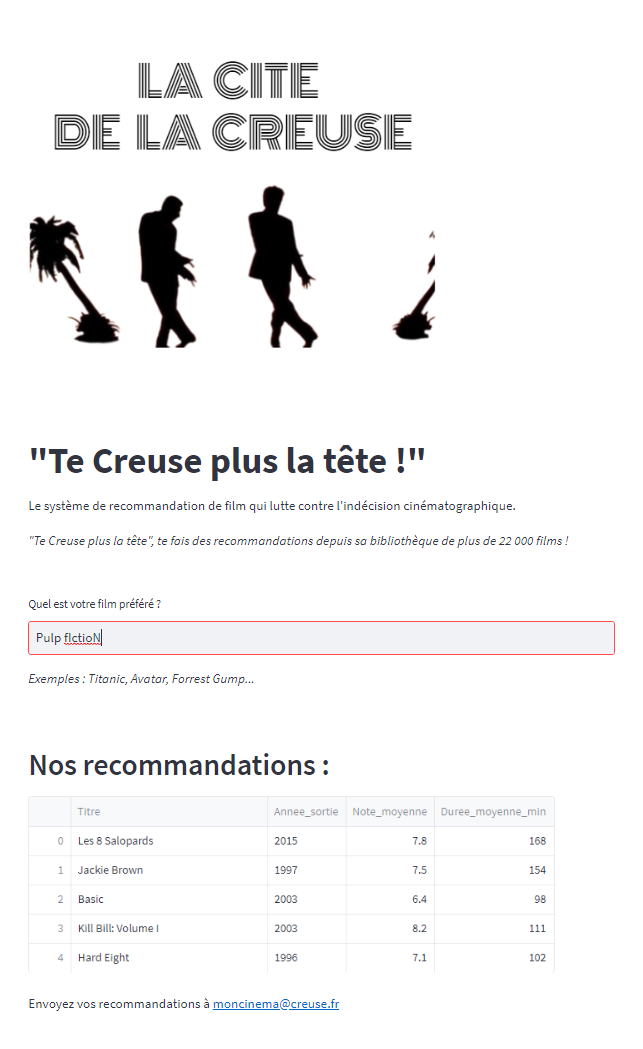 LA CITE
DE LA CREUSE
"Te Creuse plus la tête !"
Le système de recommandation de film qui lutte contre l'indécision cinématographique.
"Te Creuse plus la tête", te fais des recommandations depuis sa bibliothèque de plus de 22 000 films !
Quel est votre film préféré ?
Pulp fIctioN
Exemples : Titanic, Avatar, Forrest Gump...
Nos recommandations :
Titre Annee_sortie Note_moyenne Duree_moyenne_min
0 Les 8 Salopards 2015 7.8 168
1 Jackie Brown 1997 7.5 154
2 Basic 2003 6.4 98
3 Kill Bill: Volume I 2003 8.2 111
4 Hard Eight 1996 7.1 102
Envoyez vos recommandations à moncinema@creuse.fr